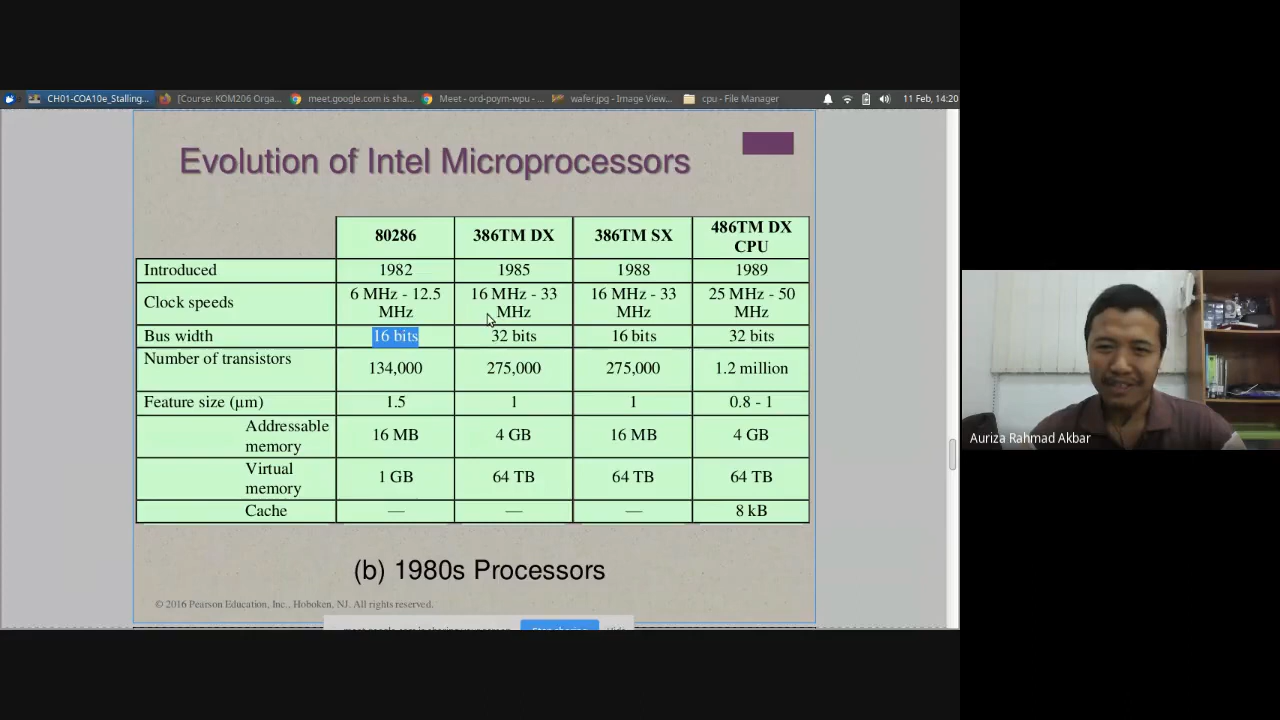 CH01-COA10e_Stalling...
[Course: KOM206 Orga...
meet.google.com is sha...
Meet - ord-poym-wpu - ...
wafer.jpg - Image View...
cpu - File Manager
11 Feb, 14:20
Evolution of Intel Microprocessors
80286 386TM DX 386TM SX 486TM DX CPU
Introduced 1982 1985 1988 1989
Clock speeds 6 MHz - 12.5 MHz 16 MHz - 33 MHz 16 MHz - 33 MHz 25 MHz - 50 MHz
Bus width 16 bits 32 bits 16 bits 32 bits
Number of transistors 134,000 275,000 275,000 1.2 million
Feature size (µm) 1.5 1 1 0.8 - 1
Addressable memory 16 MB 4 GB 16 MB 4 GB
Virtual memory 1 GB 64 TB 64 TB 64 TB
Cache — — — 8 kB
(b) 1980s Processors
© 2016 Pearson Education, Inc., Hoboken, NJ. All rights reserved.
Auriza Rahmad Akbar